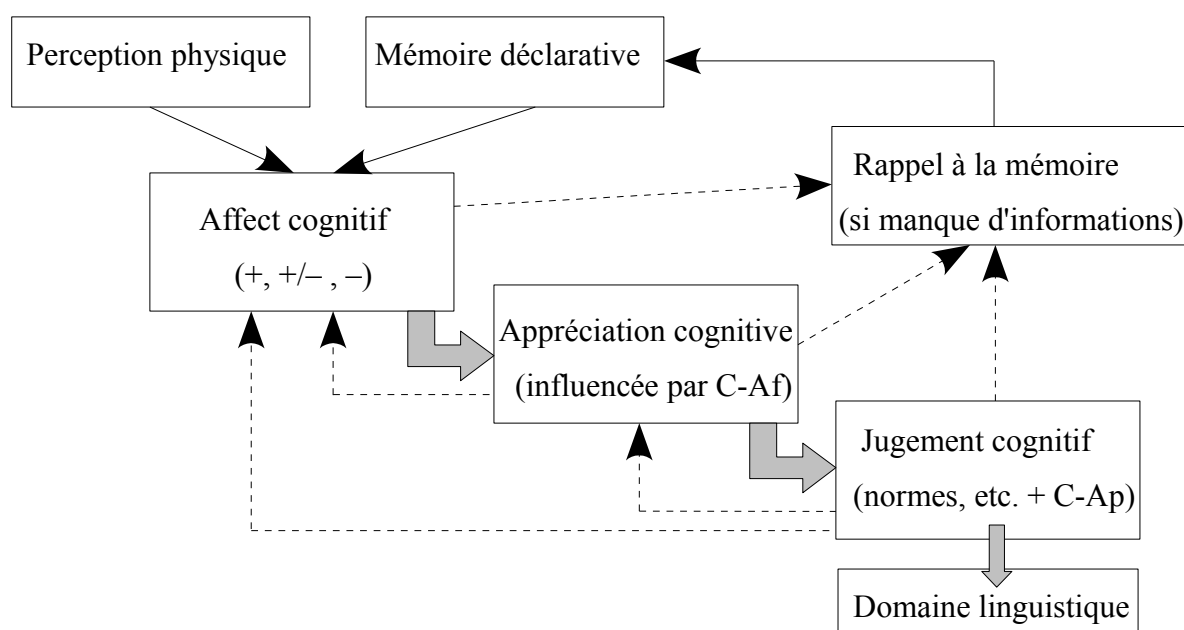 Perception physique
Mémoire déclarative
Rappel à la mémoire
(si manque d'informations)
Affect cognitif
(+, +/– , –)
Appréciation cognitive
(influencée par C-Af)
Jugement cognitif
(normes, etc. + C-Ap)
Domaine linguistique